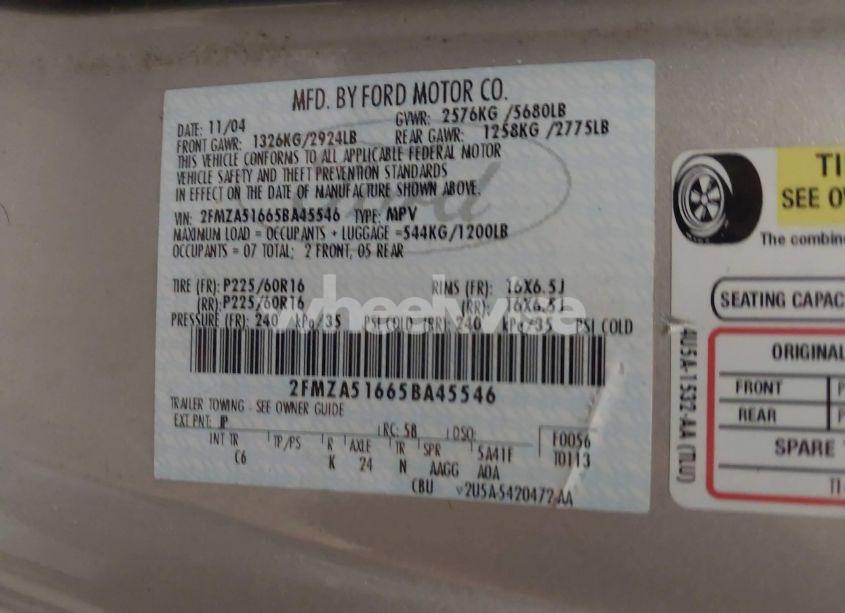 MFD. BY FORD MOTOR CO.
DATE: 11/04 GVWR: 2576KG /5680LB
FRONT GAWR: 1326KG/2924LB REAR GAWR: 1258KG /2775LB
THIS VEHICLE CONFORMS TO ALL APPLICABLE FEDERAL MOTOR
VEHICLE SAFETY AND THEFT PREVENTION STANDARDS
IN EFFECT ON THE DATE OF MANUFACTURE SHOWN ABOVE.
VIN: 2FMZA51665BA45546 TYPE: MPV
MAXIMUM LOAD = OCCUPANTS + LUGGAGE =544KG/1200LB
OCCUPANTS = 07 TOTAL; 2 FRONT, 05 REAR
TIRE (FR): P225/60R16 RIMS (FR): 16X6.5J
(RR): P225/60R16 (RR): 16X6.5J
PRESSURE (FR): 240 kPa/35 PSI COLD (RR): 240 kPa/35 PSI COLD
wheelwise
2FMZA51665BA45546
TRAILER TOWING - SEE OWNER GUIDE
EXT PNT: JP RC: 5B DSO: F0056
INT TR TP/PS R AXLE TR SPR 5A41F T0113
C6 K 24 N AAGG A0A
CBU v2U5A-5420472-AA
TI
SEE O
The combin
SEATING CAPAC
4U5A-1532-AA (7LU)
ORIGINAL
FRONT P
REAR P
SPARE
TI